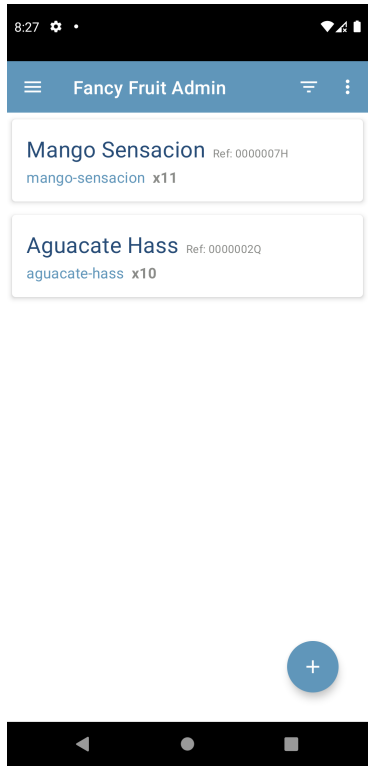 8:27
Fancy Fruit Admin
Mango Sensacion Ref: 0000007H
mango-sensacion x11
Aguacate Hass Ref: 0000002Q
aguacate-hass x10